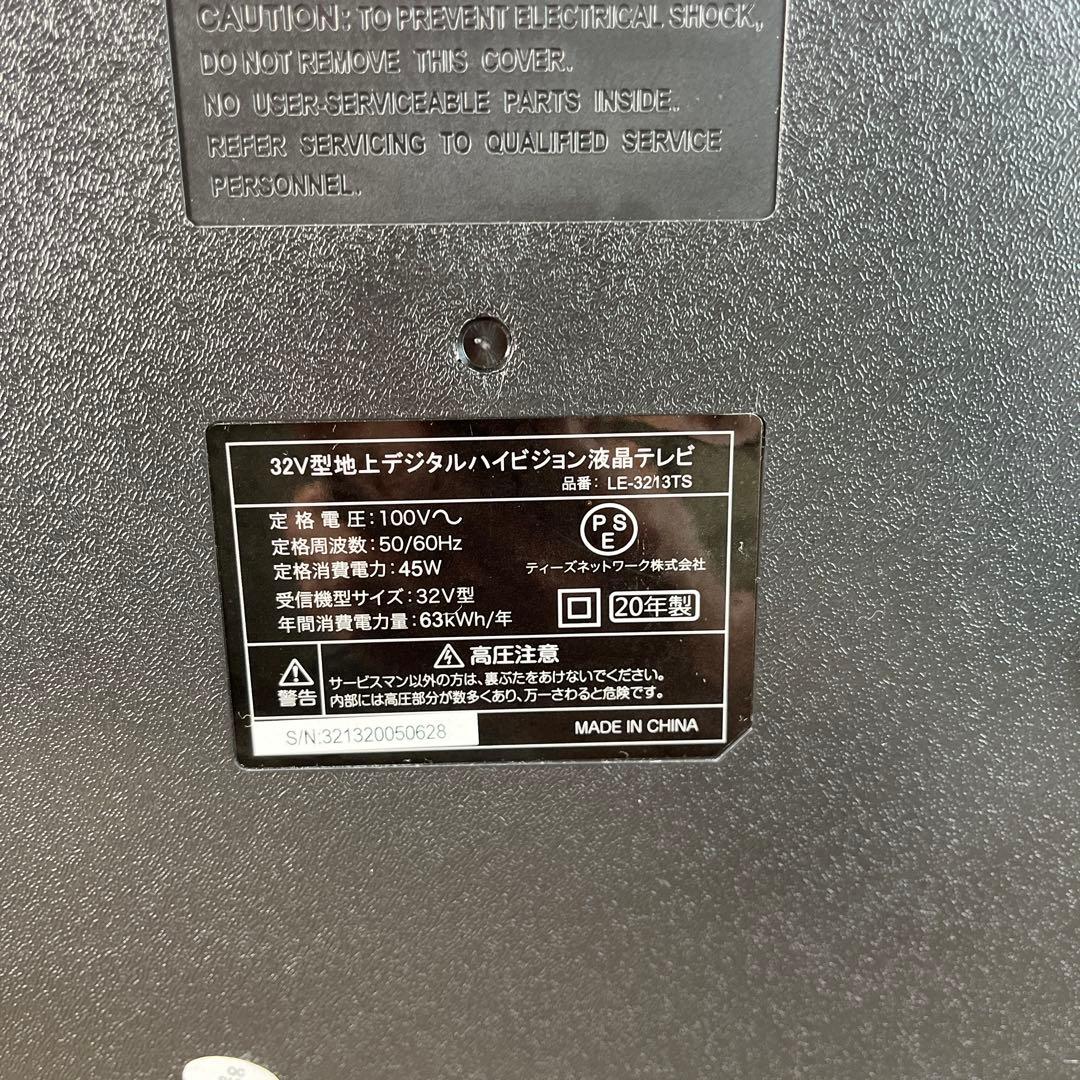 CAUTION: TO PREVENT ELECTRICAL SHOCK,
DO NOT REMOVE THIS COVER.
NO USER-SERVICEABLE PARTS INSIDE.
REFER SERVICING TO QUALIFIED SERVICE
PERSONNEL.
32V型地上デジタルハイビジョン液晶テレビ
品番: LE-3213TS
定格電圧:100V〜
定格周波数:50/60Hz
定格消費電力:45W
受信機型サイズ:32V型
年間消費電力量:63kWh/年
PSE
ティーズネットワーク株式会社
20年製
警告
高圧注意
サービスマン以外の方は、裏ぶたをあけないでください。
内部には高圧部分が数多くあり、万一さわると危険です。
S/N:321320050628
MADE IN CHINA
QC